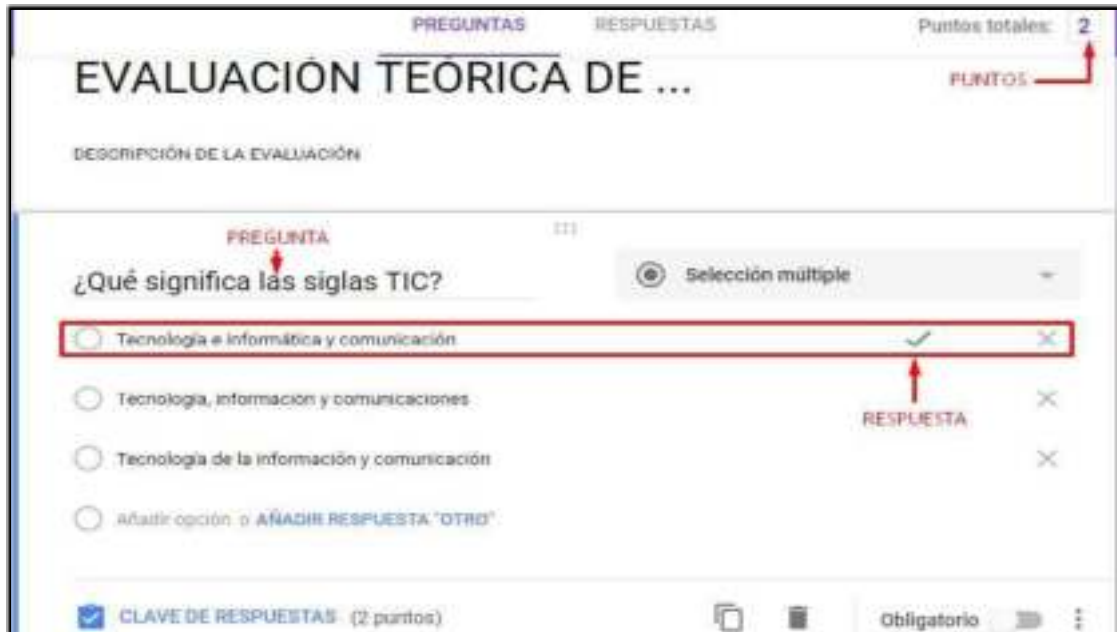 PREGUNTAS RESPUESTAS Puntos totales: 2
EVALUACIÓN TEÓRICA DE ...
PUNTOS
DESCRIPCIÓN DE LA EVALUACIÓN
PREGUNTA
¿Qué significa las siglas TIC?
Selección múltiple
Tecnología e informática y comunicación
Tecnología, información y comunicaciones
RESPUESTA
Tecnología de la información y comunicación
Añadir opción o AÑADIR RESPUESTA "OTRO"
CLAVE DE RESPUESTAS (2 puntos) Obligatorio